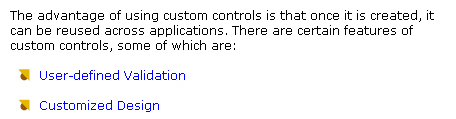 The advantage of using custom controls is that once it is created, it
can be reused across applications. There are certain features of
custom controls, some of which are:
User-defined Validation
Customized Design